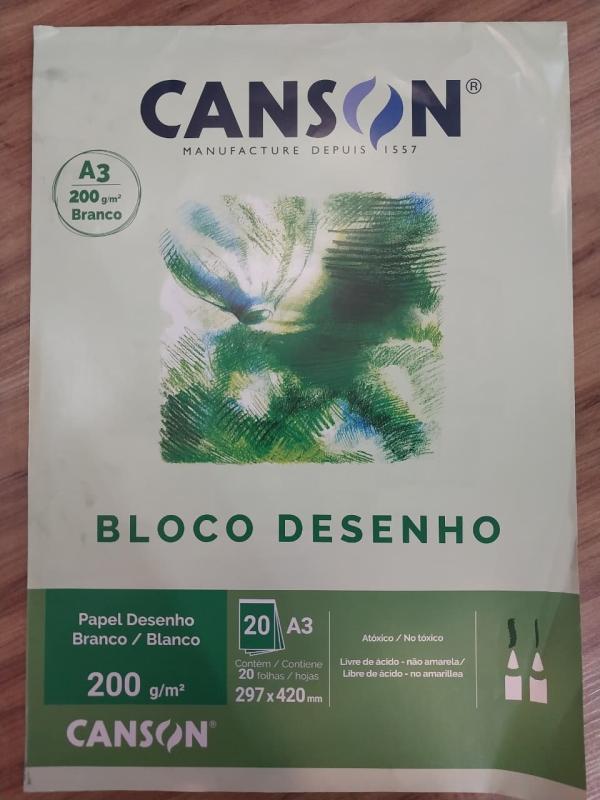 CANSON®
MANUFACTURE DEPUIS 1557
A3
200 g/m²
Branco
BLOCO DESENHO
Papel Desenho
Branco / Blanco
200 g/m²
CANSON®
20 A3
Contém / Contiene
20 folhas / hojas
297 x 420 mm
Atóxico / No tóxico
Livre de ácido - não amarela/
Libre de ácido - no amarillea